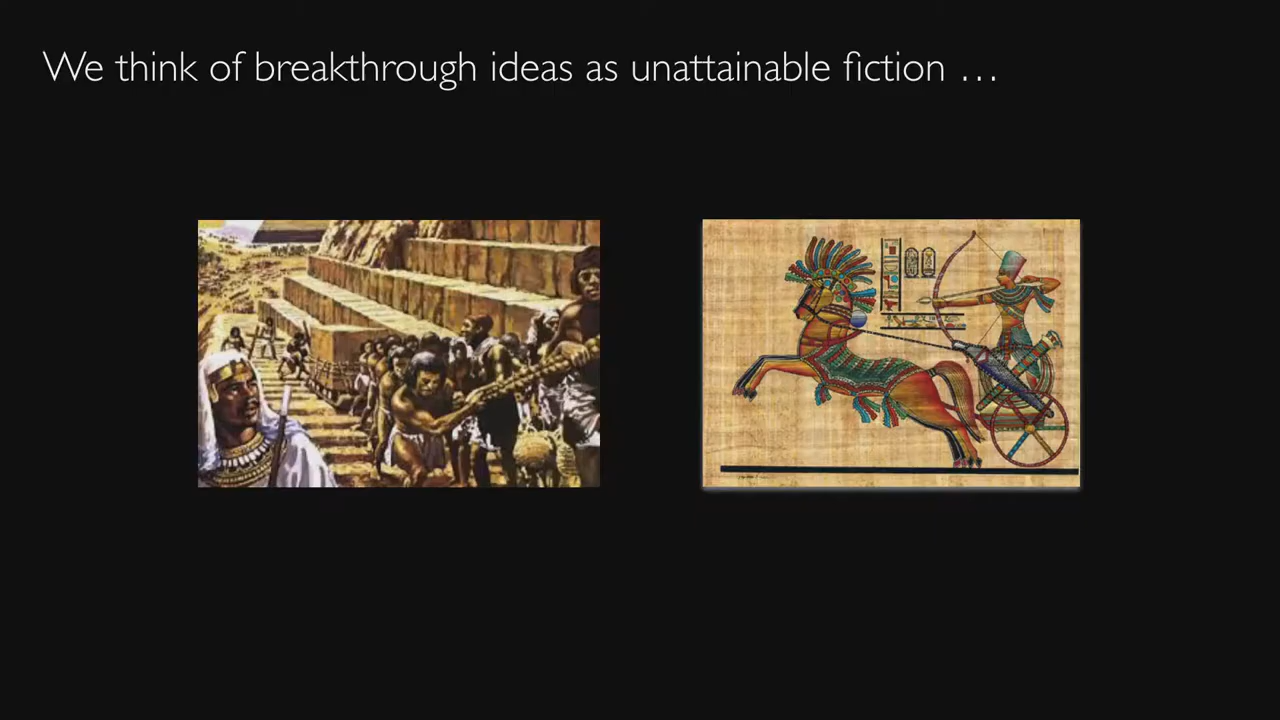 We think of breakthrough ideas as unattainable fiction …